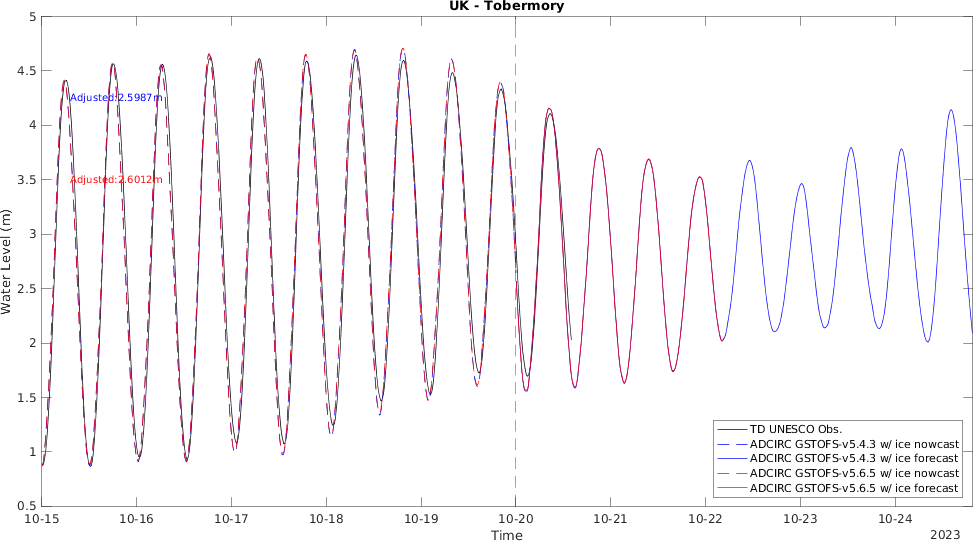 UK - Tobermory
5
4.5
4
3.5
3
2.5
2
1.5
1
0.5
Water Level (m)
Adjusted:2.5987m
Adjusted:2.6012m
TD UNESCO Obs.
ADCIRC GSTOFS-v5.4.3 w/ ice nowcast
ADCIRC GSTOFS-v5.4.3 w/ ice forecast
ADCIRC GSTOFS-v5.6.5 w/ ice nowcast
ADCIRC GSTOFS-v5.6.5 w/ ice forecast
10-15 10-16 10-17 10-18 10-19 10-20 10-21 10-22 10-23 10-24
Time
2023